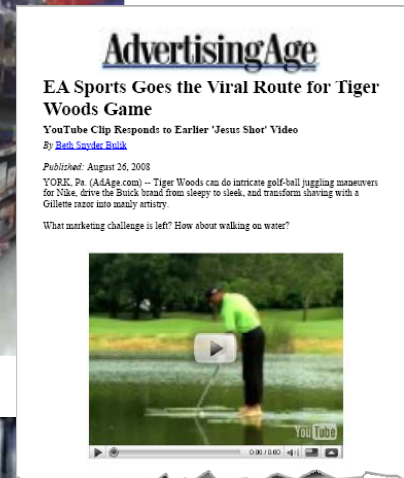 AdvertisingAge
EA Sports Goes the Viral Route for Tiger
Woods Game
YouTube Clip Responds to Earlier 'Jesus Shot' Video
By Beth Snyder Bulik
Published: August 26, 2008
YORK, Pa. (AdAge.com) -- Tiger Woods can do intricate golf-ball juggling maneuvers
for Nike, drive the Buick brand from sleepy to sleek, and transform shaving with a
Gillette razor into manly artistry.
What marketing challenge is left? How about walking on water?
YouTube
0:00 / 0:00